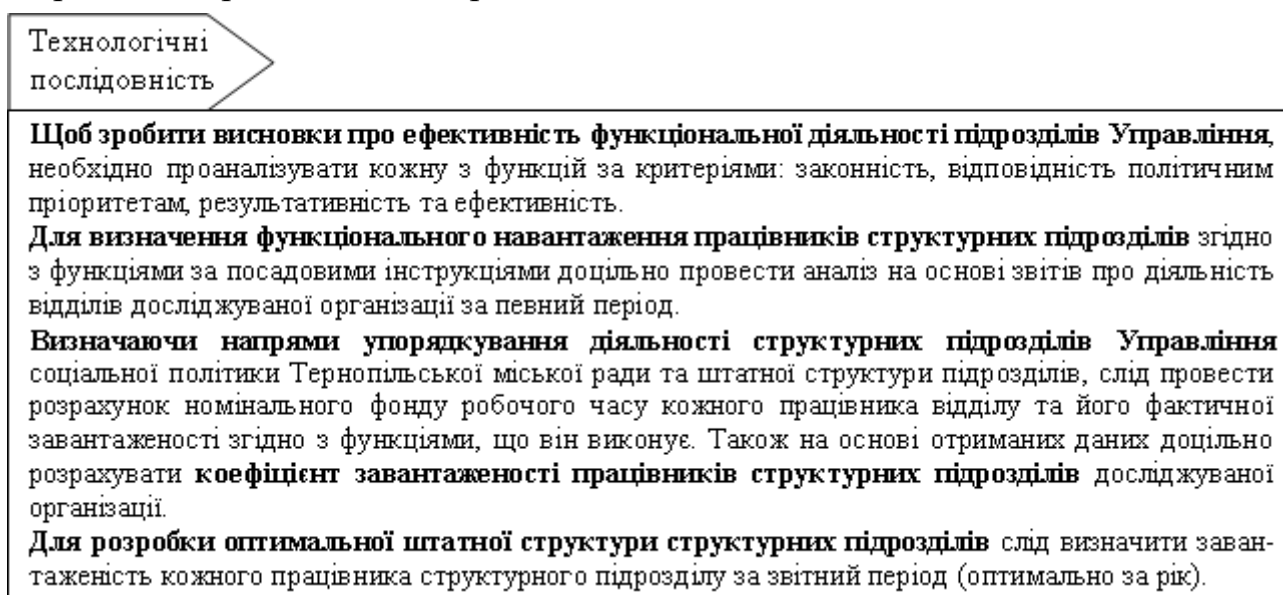 Технологічні
послідовність
Щоб зробити висновки про ефективність функціональної діяльності підрозділів Управління,
необхідно проаналізувати кожну з функцій за критеріями: законність, відповідність політичним
пріоритетам, результативність та ефективність.
Для визначення функціонального навантаження працівників структурних підрозділів згідно
з функціями за посадовими інструкціями доцільно провести аналіз на основі звітів про діяльність
відділів досліджуваної організації за певний період.
Визначаючи напрями упорядкування діяльності структурних підрозділів Управління
соціальної політики Тернопільської міської ради та штатної структури підрозділів, слід провести
розрахунок номінального фонду робочого часу кожного працівника відділу та його фактичної
завантаженості згідно з функціями, що він виконує. Також на основі отриманих даних доцільно
розрахувати коефіцієнт завантаженості працівників структурних підрозділів досліджуваної
організації.
Для розробки оптимальної штатної структури структурних підрозділів слід визначити заван-
таженість кожного працівника структурного підрозділу за звітний період (оптимально за рік).